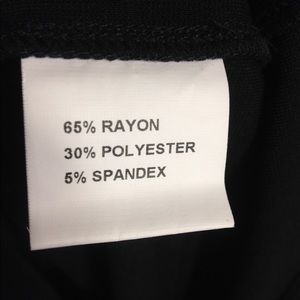 65% RAYON
30% POLYESTER
5% SPANDEX